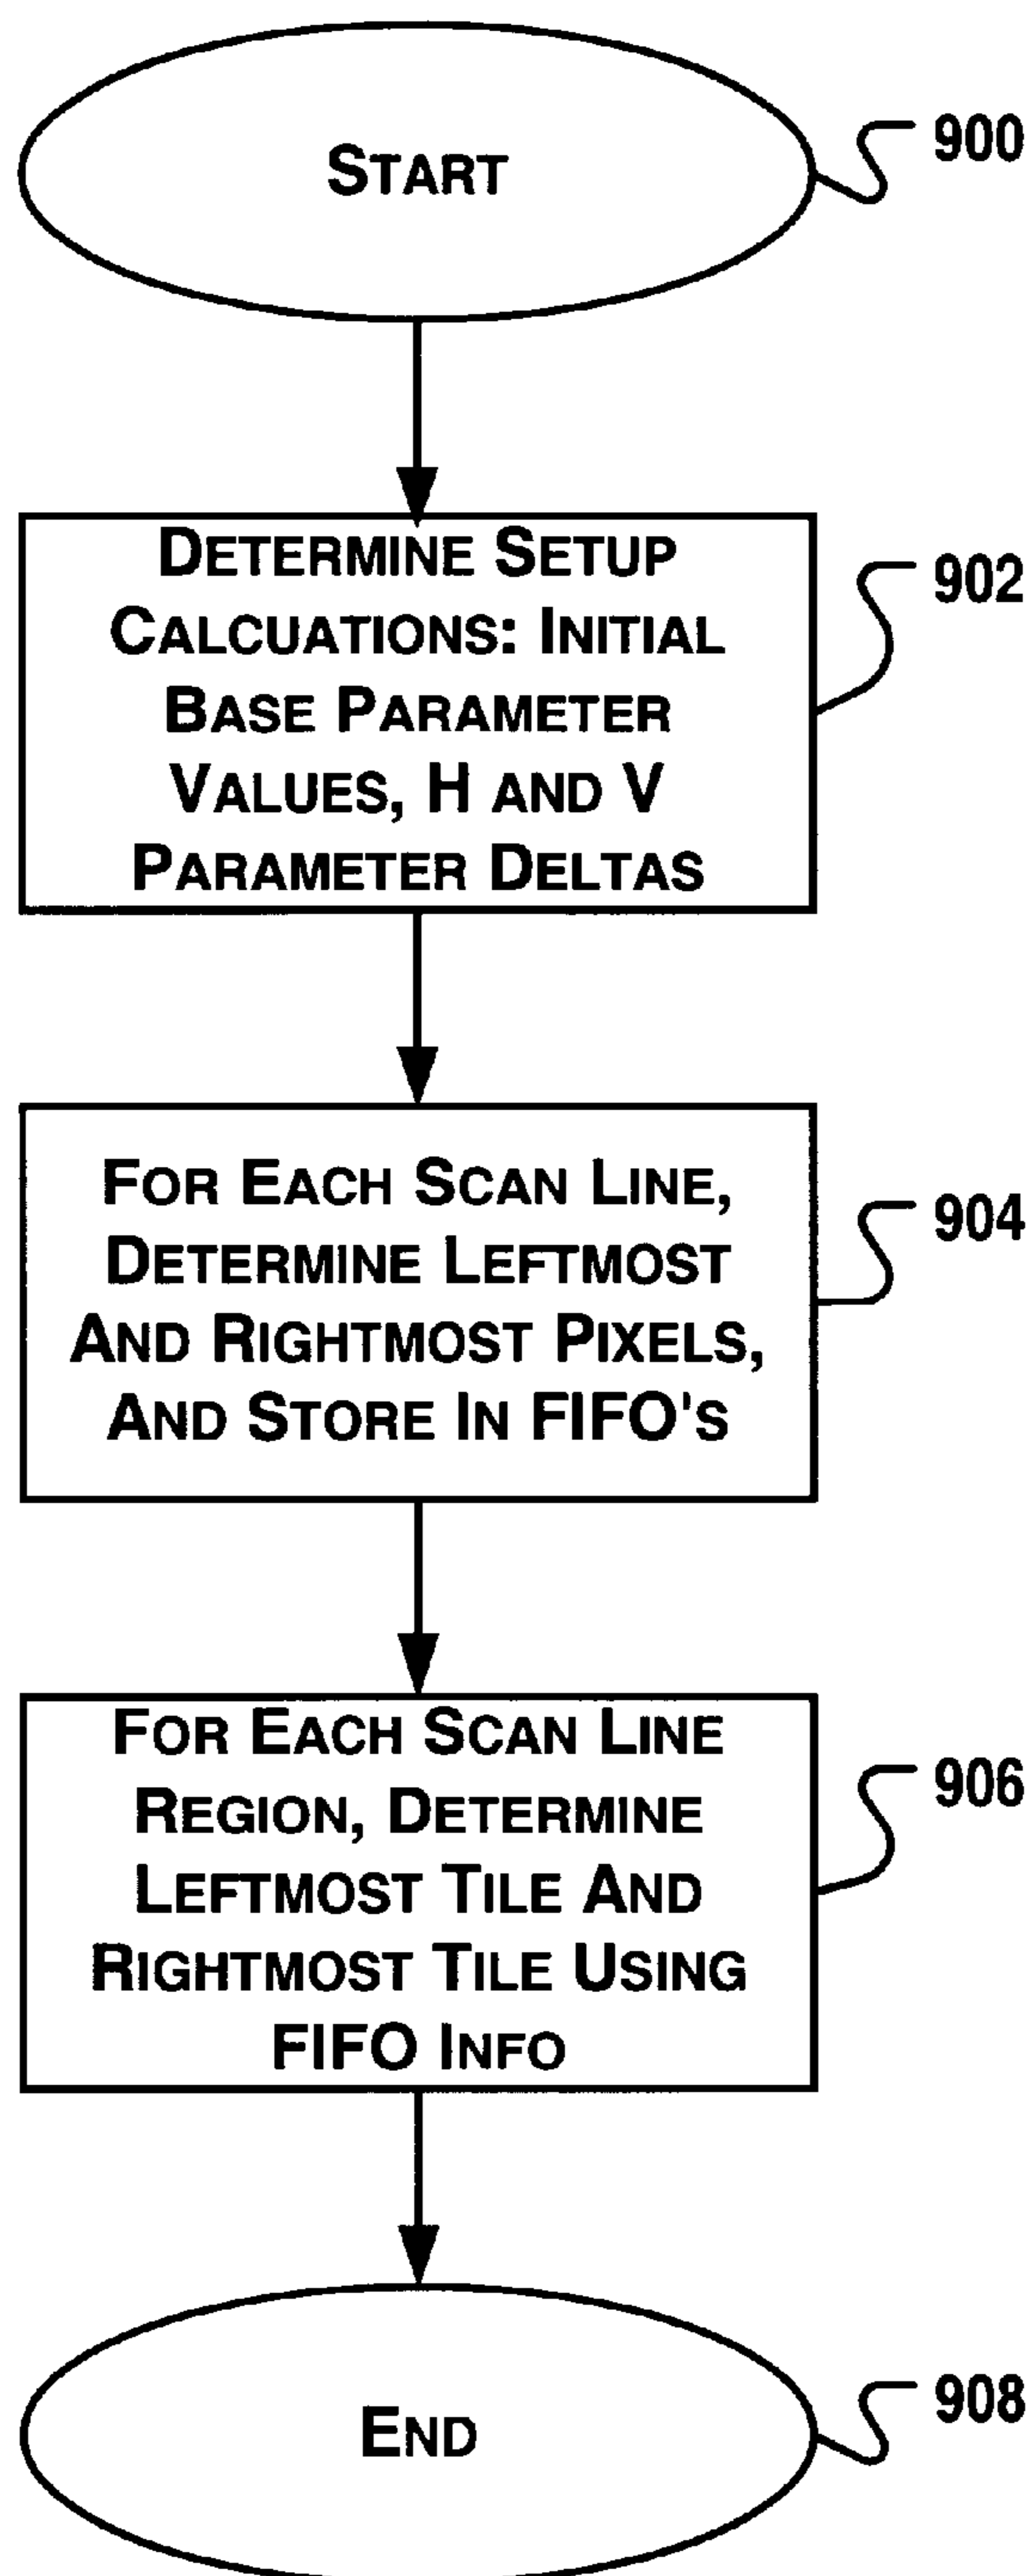 START
900
DETERMINE SETUP
CALCUATIONS: INITIAL
BASE PARAMETER
VALUES, H AND V
PARAMETER DELTAS
902
FOR EACH SCAN LINE,
DETERMINE LEFTMOST
AND RIGHTMOST PIXELS,
AND STORE IN FIFO'S
904
FOR EACH SCAN LINE
REGION, DETERMINE
LEFTMOST TILE AND
RIGHTMOST TILE USING
FIFO INFO
906
END
908